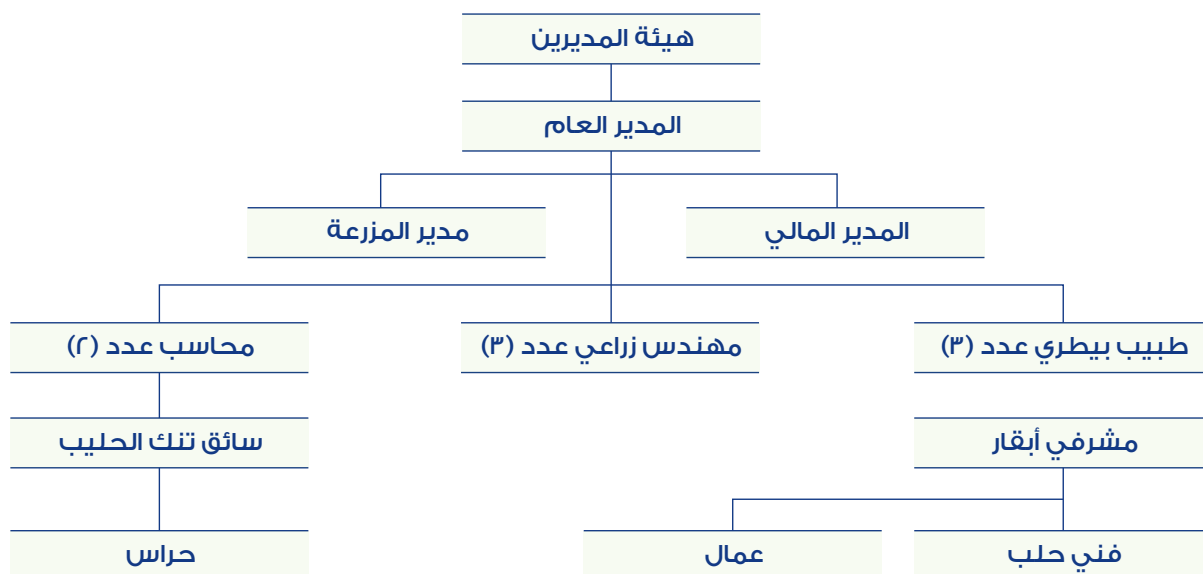 هيئة المديرين
المدير العام
المدير المالي
مدير المزرعة
طبيب بيطري عدد (٣)
مهندس زراعي عدد (٣)
محاسب عدد (٢)
مشرفي أبقار
سائق تنك الحليب
فني حلب
عمال
حراس